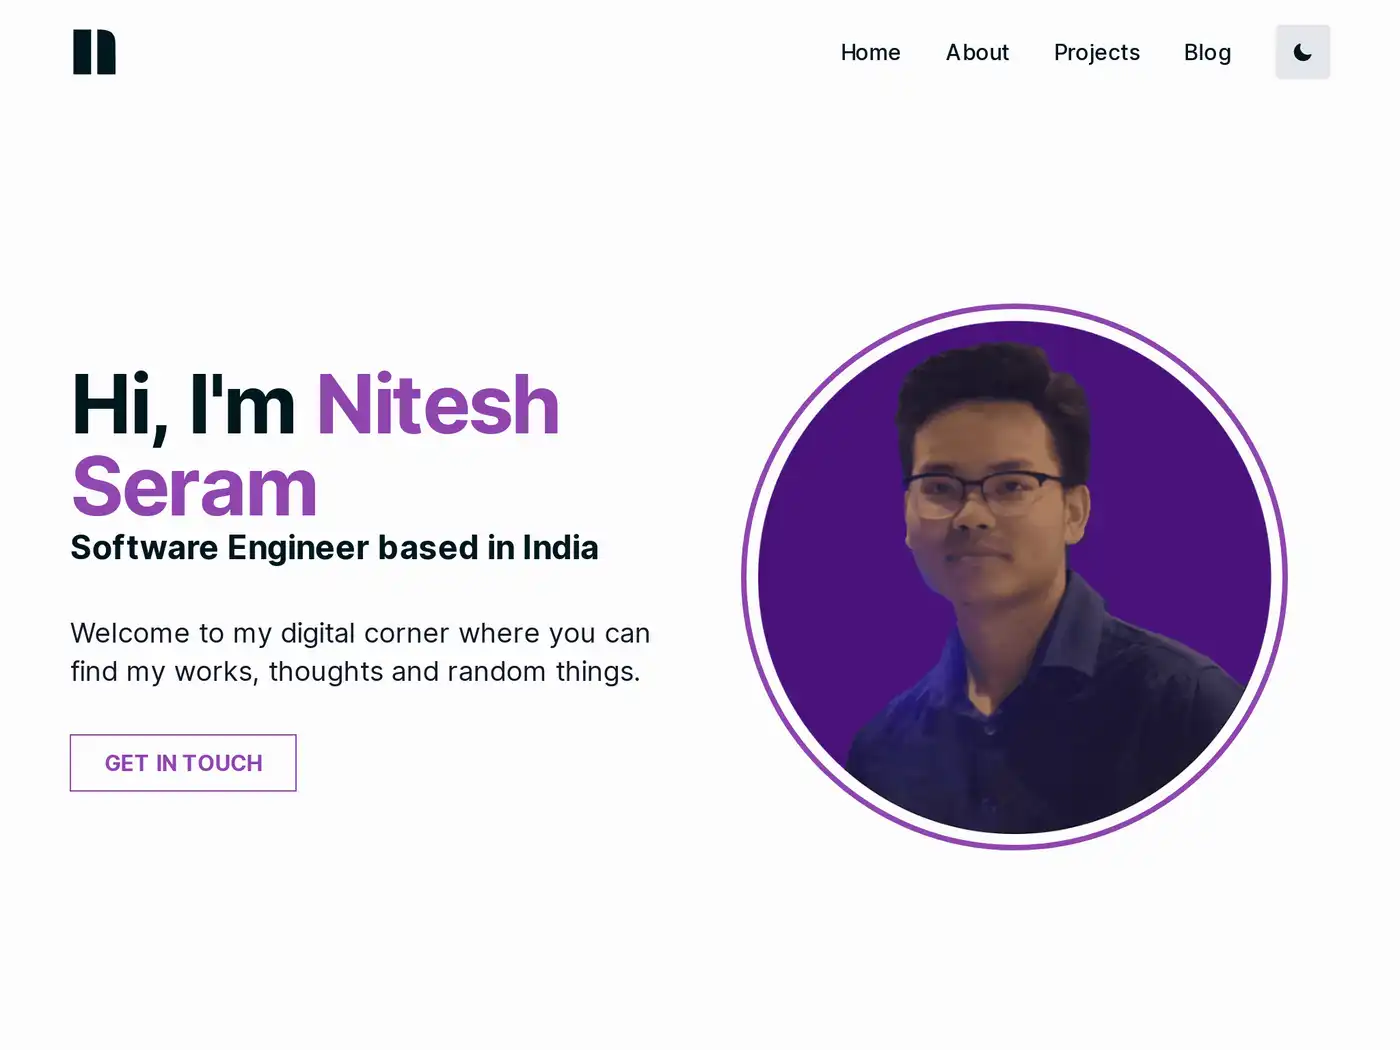 Home About Projects Blog
Hi, I'm Nitesh
Seram
Software Engineer based in India
Welcome to my digital corner where you can
find my works, thoughts and random things.
GET IN TOUCH